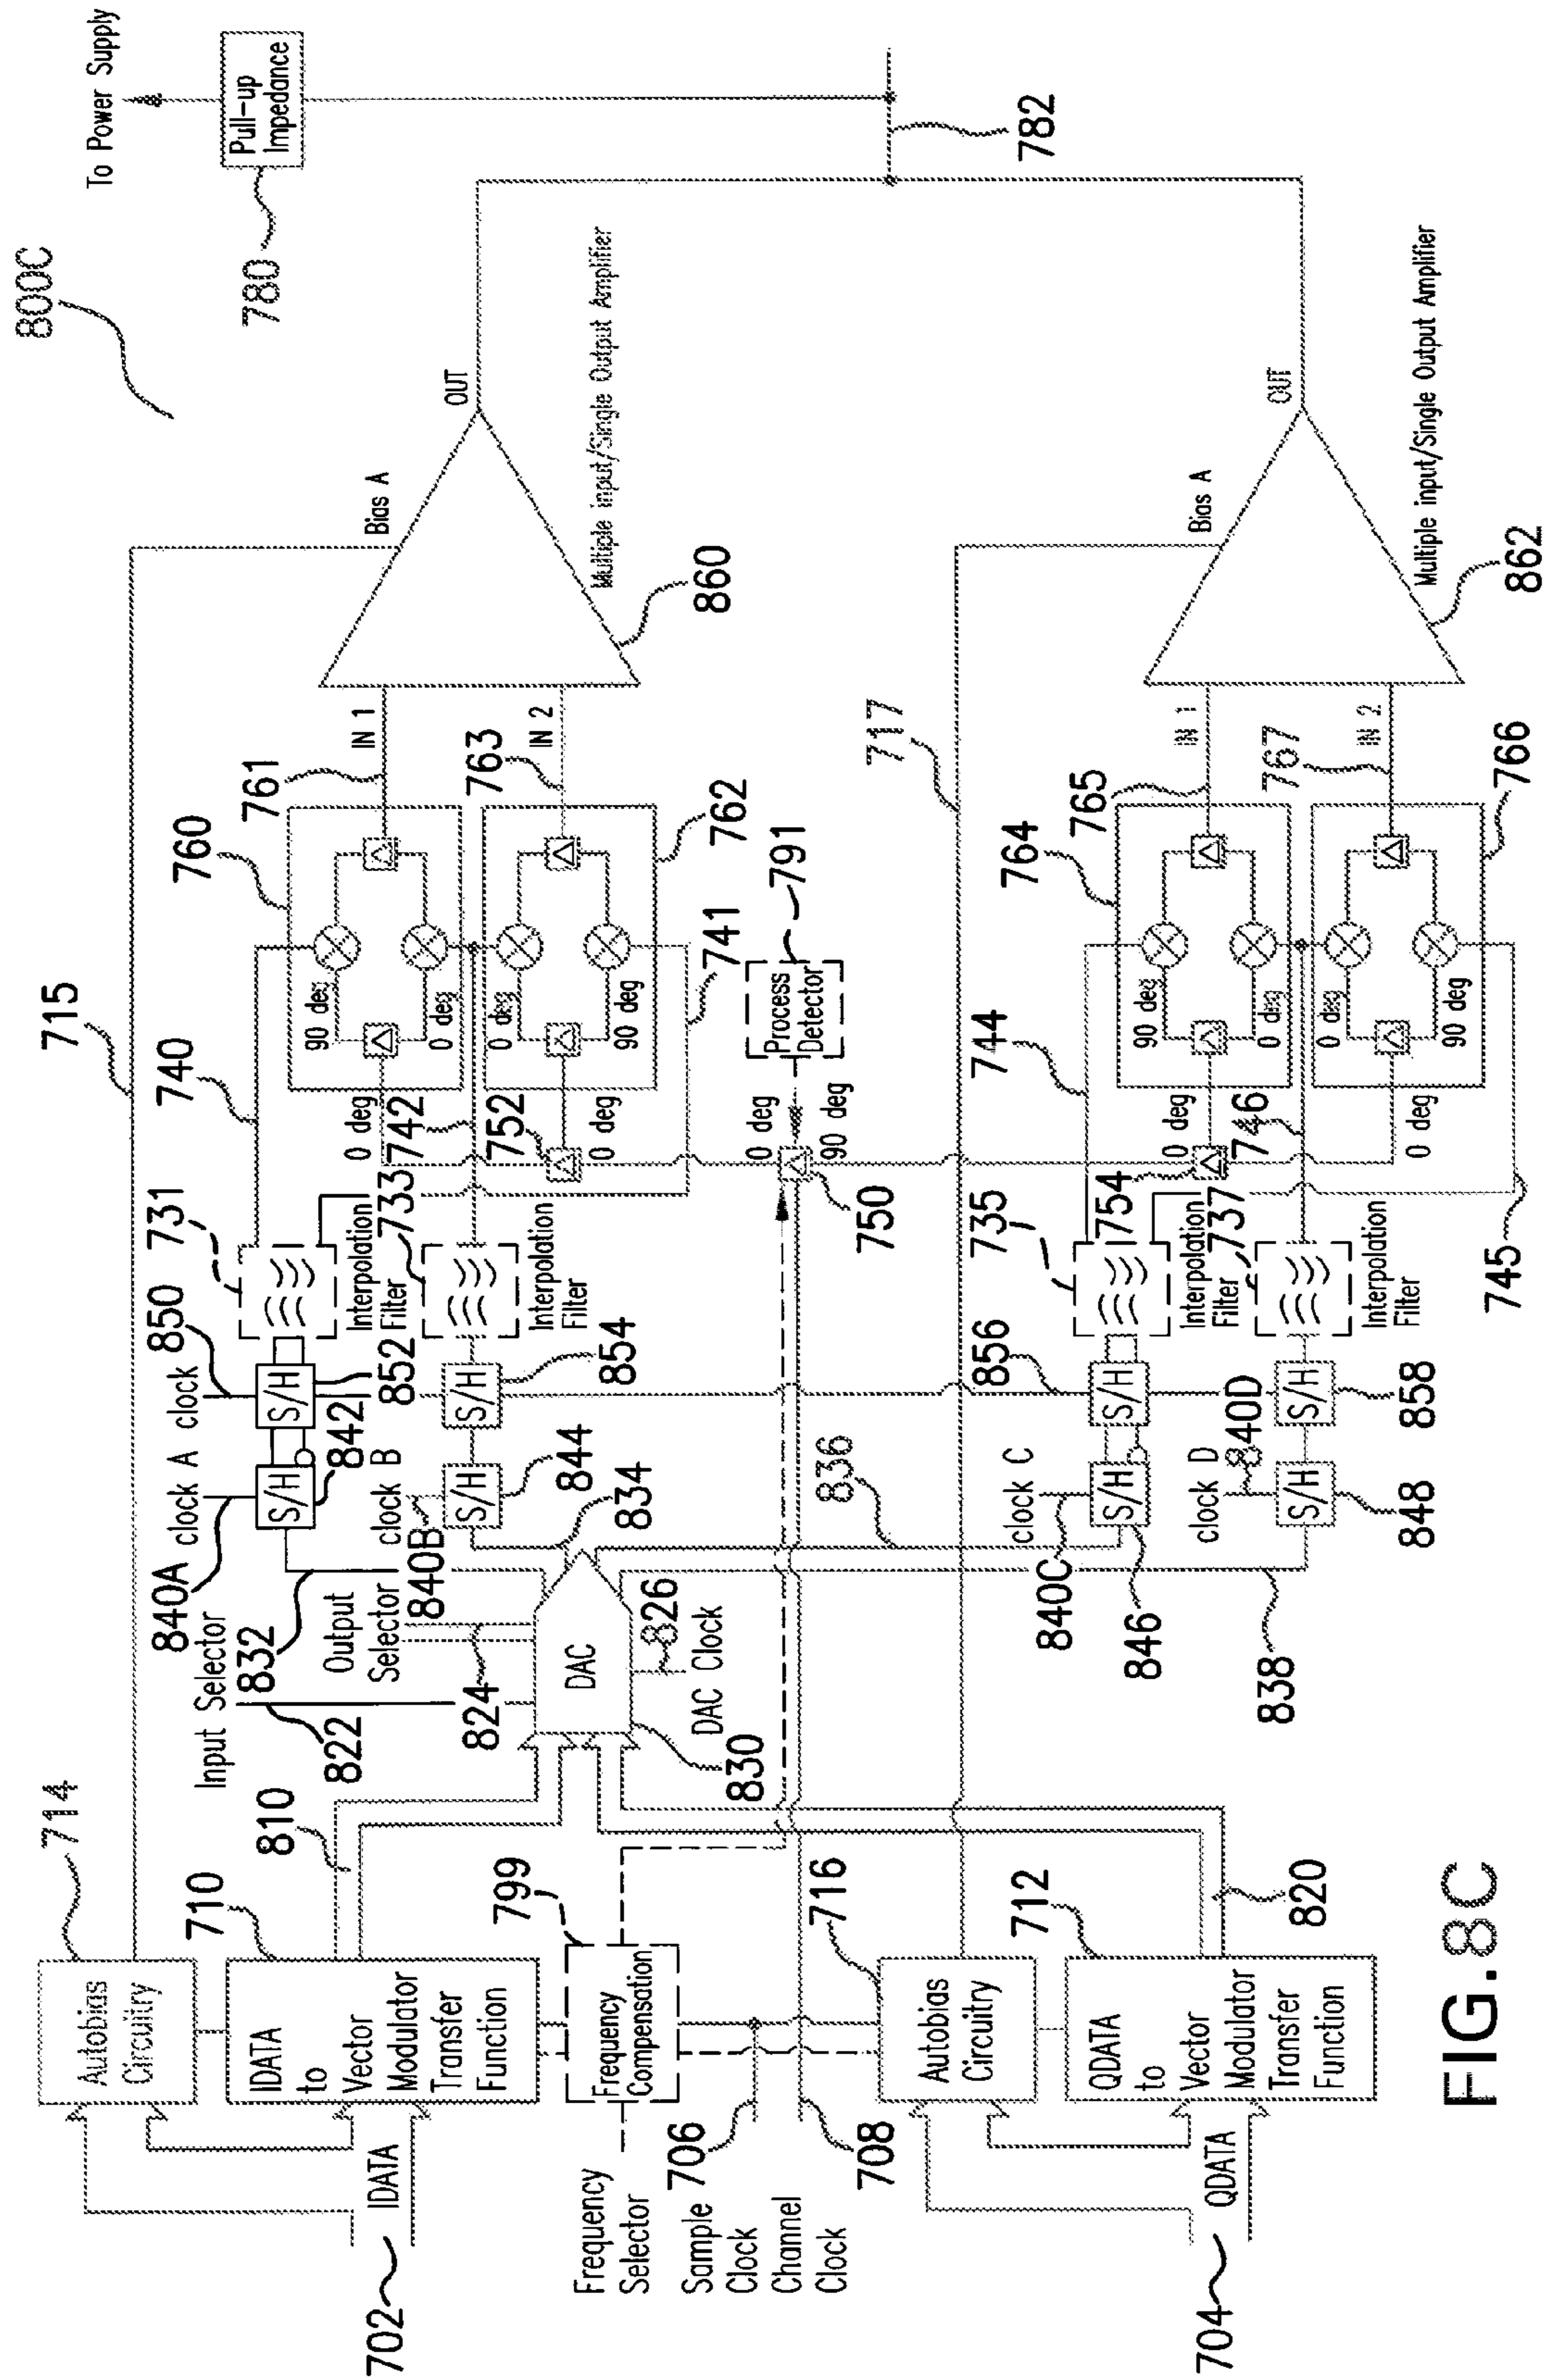 800C
To Power Supply
Pull-up
Impedance
780
782
714
Autobias
Circuitry
715
710
IDATA
to
Vector
Modulator
Transfer
Function
IDATA
702
810
Input Selector
822
832
Output
Selector
824
840A
clock A
clock
850
S/H
842
S/H
852
731
Interpolation
Filter
740
clock B
840B
S/H
844
S/H
854
733
Interpolation
Filter
834
742
752
0 deg
0 deg
760
90 deg
0 deg
761
IN 1
0 deg
90 deg
763
IN 2
762
741
Bias A
OUT
Multiple input/Single Output Amplifier
860
DAC
830
826
DAC Clock
799
Frequency
Compensation
Frequency
Selector
706
Sample
Clock
708
Channel
Clock
791
Process
Detector
0 deg
90 deg
750
836
716
Autobias
Circuitry
717
712
QDATA
to
Vector
Modulator
Transfer
Function
QDATA
704
820
838
clock C
840C
S/H
846
856
S/H
735
Interpolation
Filter
744
clock D
840D
S/H
848
S/H
858
737
Interpolation
Filter
746
754
0 deg
0 deg
745
764
90 deg
0 deg
765
IN 1
0 deg
90 deg
767
IN 2
766
Bias A
OUT
Multiple input/Single Output Amplifier
862
FIG. 8C